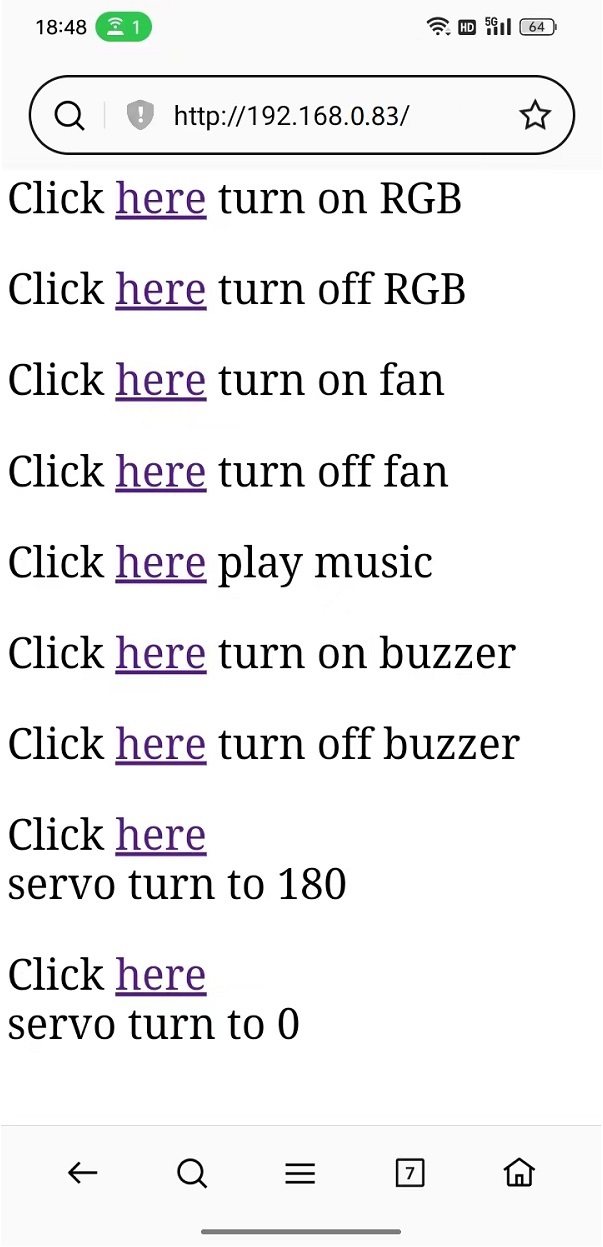 18:48 1 HD 5G 64
http://192.168.0.83/
Click here turn on RGB
Click here turn off RGB
Click here turn on fan
Click here turn off fan
Click here play music
Click here turn on buzzer
Click here turn off buzzer
Click here
servo turn to 180
Click here
servo turn to 0
7